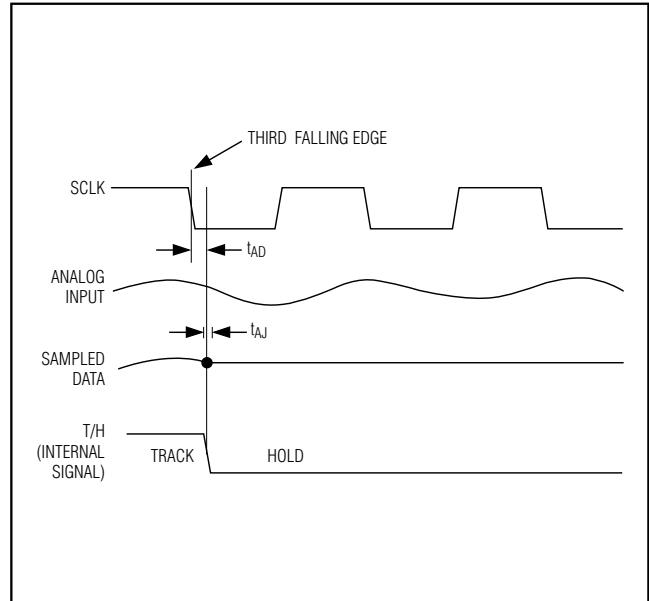 THIRD FALLING EDGE
SCLK
tAD
ANALOG
INPUT
tAJ
SAMPLED
DATA
T/H
(INTERNAL
SIGNAL)
TRACK
HOLD